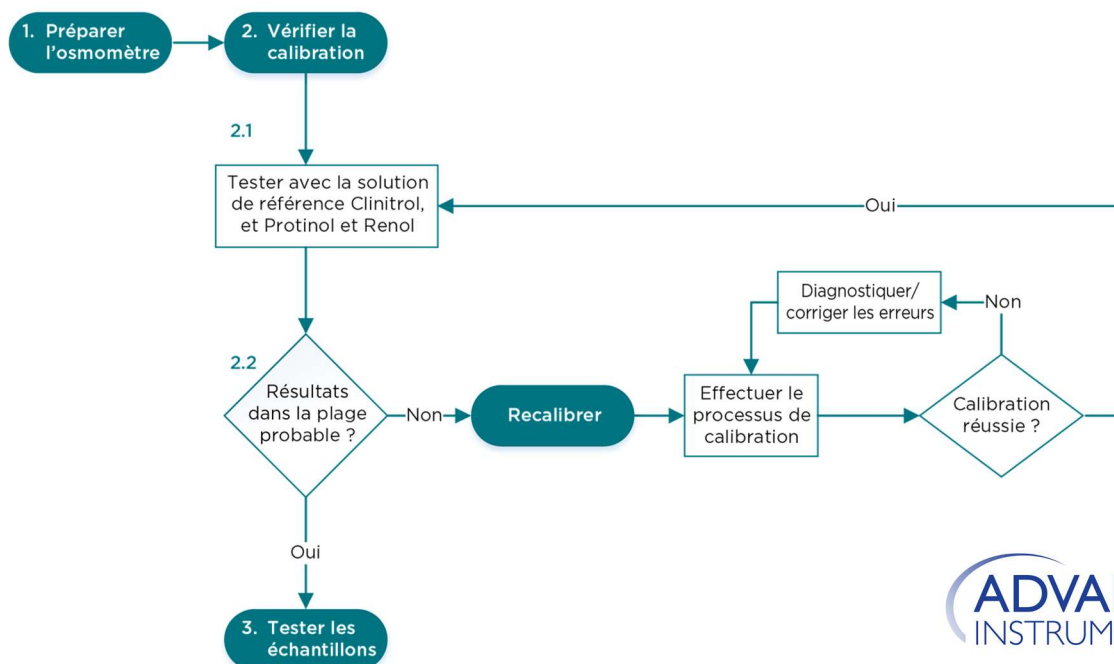 1. Préparer
l'osmomètre
2. Vérifier la
calibration
2.1
Tester avec la solution
de référence Clinitrol,
et Protinol et Renol
Oui
Diagnostiquer/
corriger les erreurs
Non
2.2
Résultats
dans la plage
probable ?
Non
Recalibrer
Effectuer le
processus de
calibration
Calibration
réussie ?
Oui
3. Tester les
échantillons
ADVA
INSTRUM